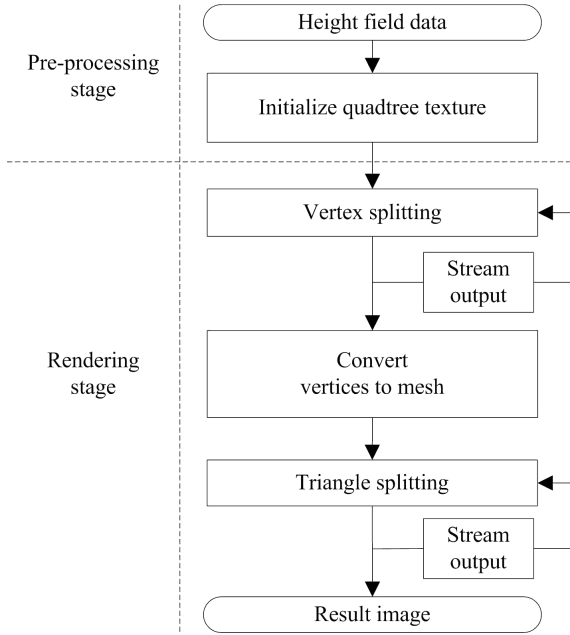 Height field data
Pre-processing
stage
Initialize quadtree texture
Vertex splitting
Stream
output
Rendering
stage
Convert
vertices to mesh
Triangle splitting
Stream
output
Result image